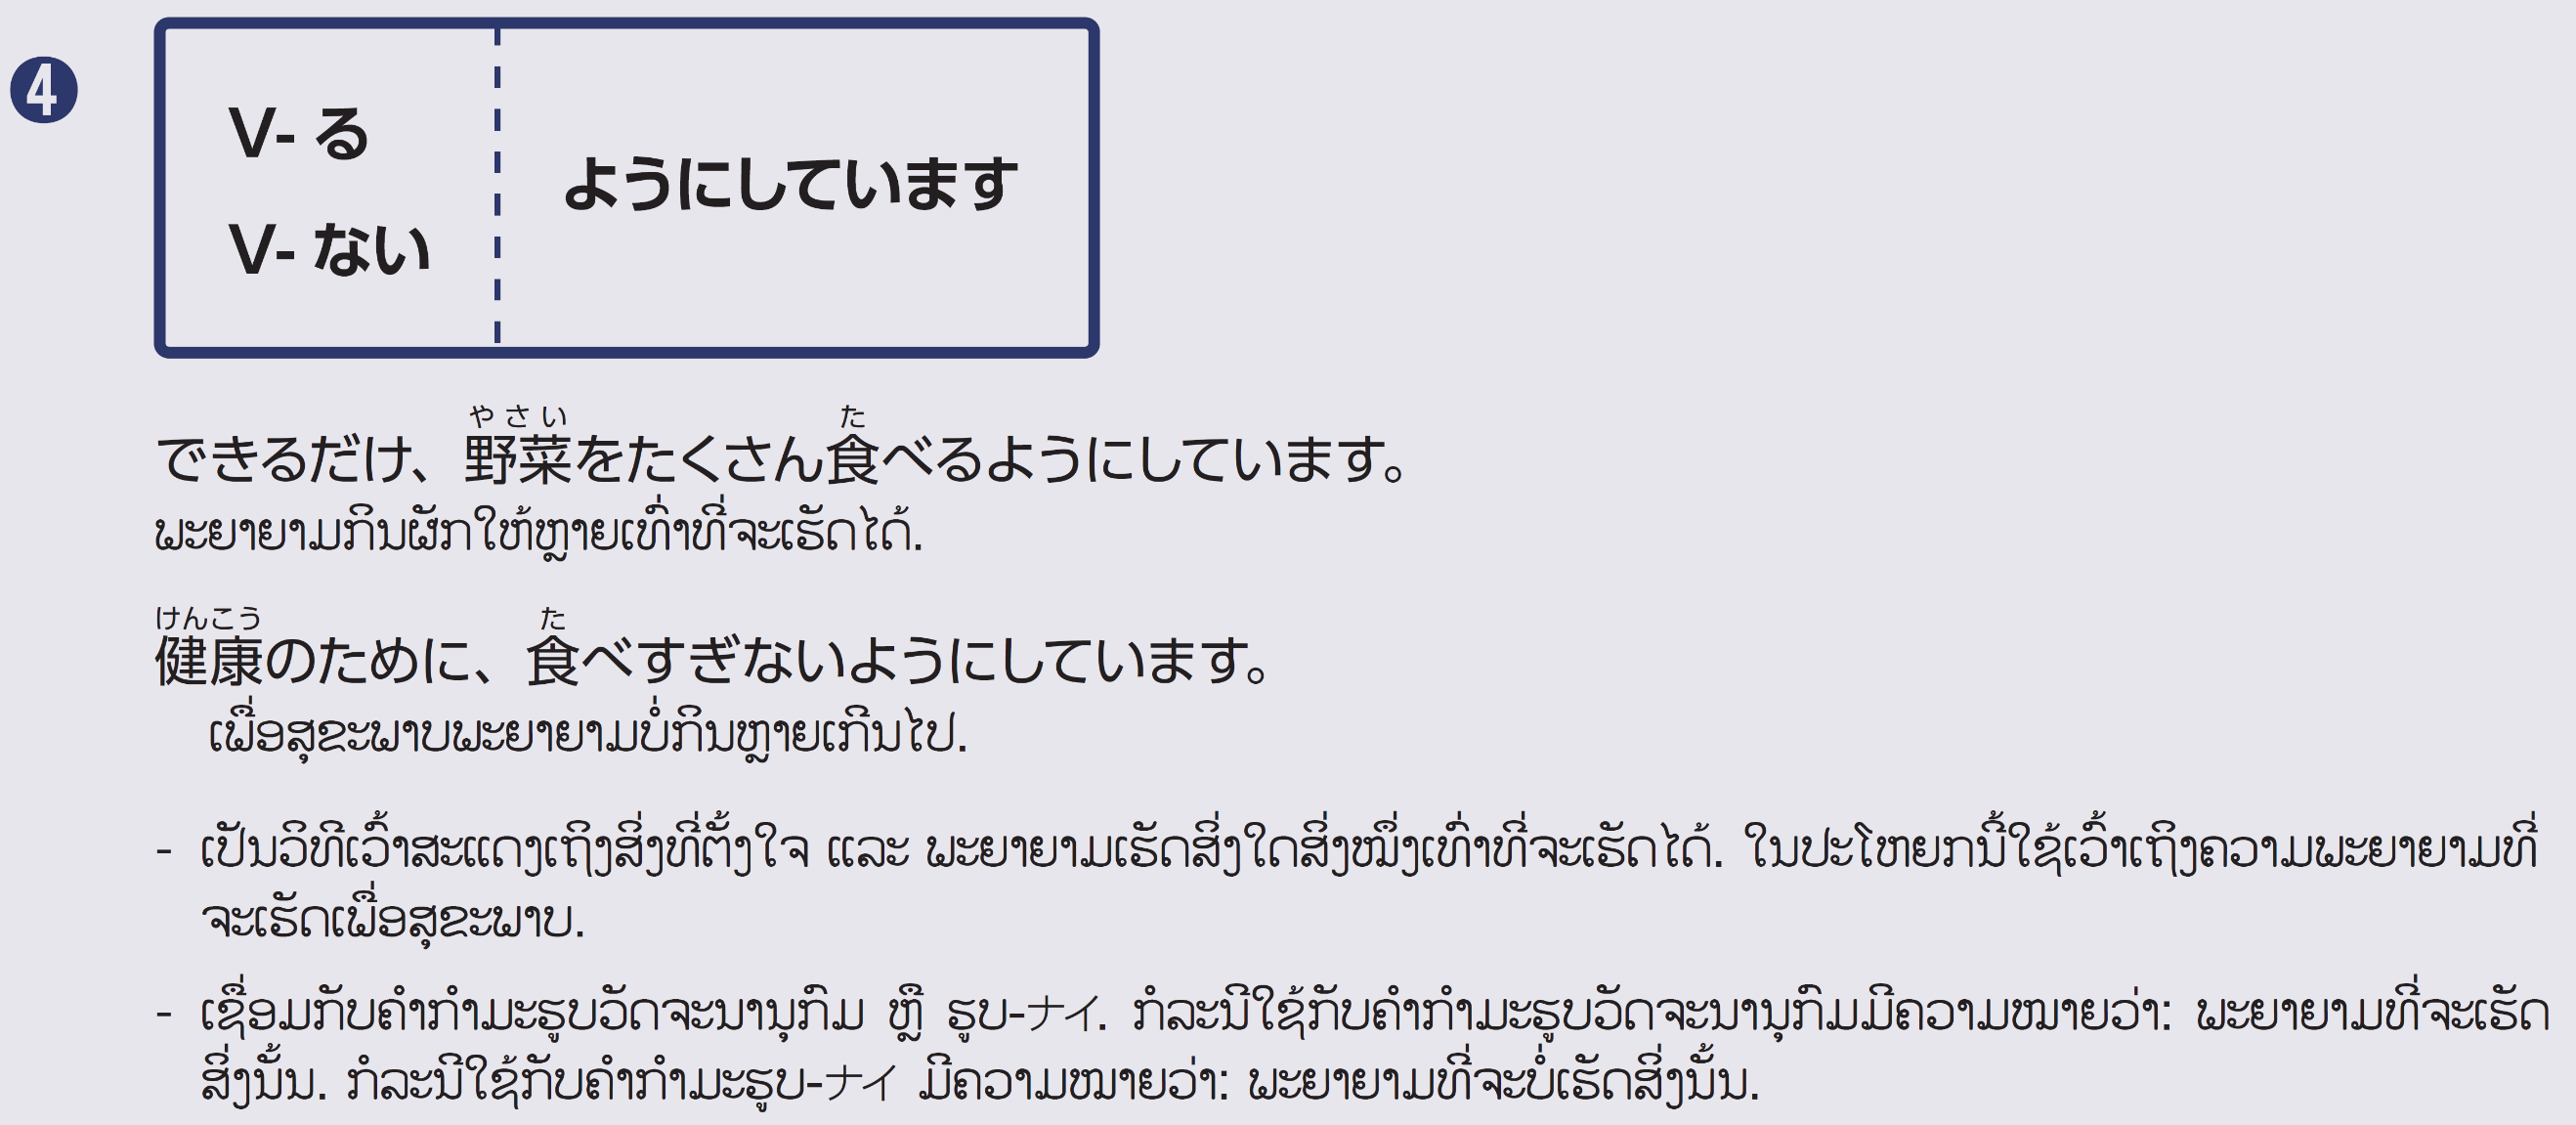 4
V- る
V- ない
ようにしています
できるだけ、野菜をたくさん食べるようにしています。
やさい た
ພະຍາຍາມກິນຜັກໃຫ້ຫຼາຍເທົ່າທີ່ຈະເຮັດໄດ້.
けんこう た
健康のために、食べすぎないようにしています。
ເພື່ອສຸຂະພາບພະຍາຍາມບໍ່ກິນຫຼາຍເກີນໄປ.
- ເປັນວິທີເວົ້າສະແດງເຖິງສິ່ງທີ່ຕັ້ງໃຈ ແລະ ພະຍາຍາມເຮັດສິ່ງໃດສິ່ງໜຶ່ງເທົ່າທີ່ຈະເຮັດໄດ້. ໃນປະໂຫຍກນີ້ໃຊ້ເວົ້າເຖິງຄວາມພະຍາຍາມທີ່
ຈະເຮັດເພື່ອສຸຂະພາບ.
- ເຊື່ອມກັບຄຳກຳມະຮູບວັດຈະນານຸກົມ ຫຼື ຮູບ-ナイ. ກໍລະນີໃຊ້ກັບຄຳກຳມະຮູບວັດຈະນານຸກົມມີຄວາມໝາຍວ່າ: ພະຍາຍາມທີ່ຈະເຮັດ
ສິ່ງນັ້ນ. ກໍລະນີໃຊ້ກັບຄຳກຳມະຮູບ-ナイ ມີຄວາມໝາຍວ່າ: ພະຍາຍາມທີ່ຈະບໍ່ເຮັດສິ່ງນັ້ນ.